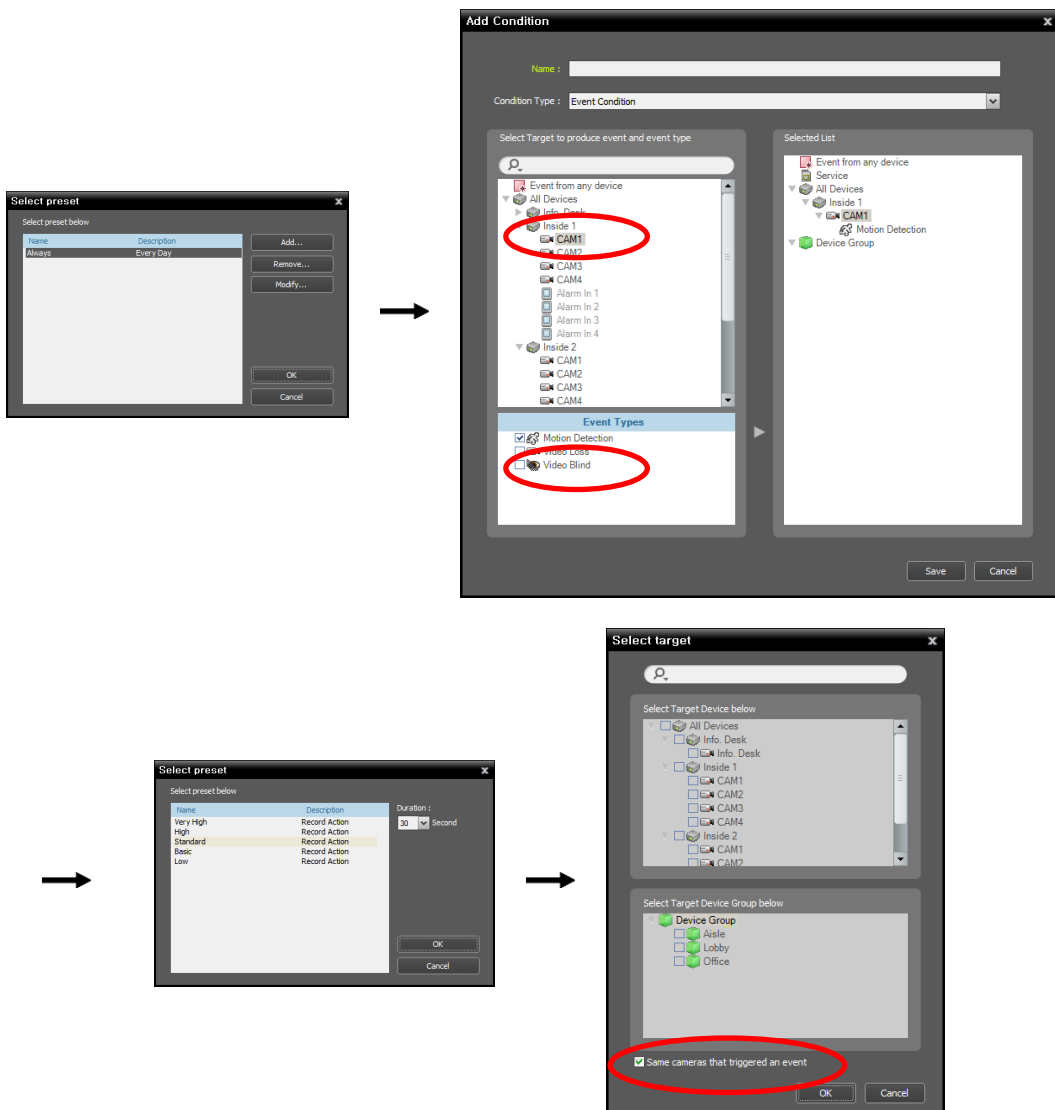 Select preset x
Select preset below
Name Description
Always Every Day
Add...
Remove...
Modify...
OK
Cancel
Add Condition x
Name :
Condition Type : Event Condition
Select Target to produce event and event type
Event from any device
All Devices
Info. Desk
Inside 1
CAM1
CAM2
CAM3
CAM4
Alarm In 1
Alarm In 2
Alarm In 3
Alarm In 4
Inside 2
CAM1
CAM2
CAM3
CAM4
Event Types
Motion Detection
Video Loss
Video Blind
Selected List
Event from any device
Service
All Devices
Inside 1
CAM1
Motion Detection
Device Group
Save Cancel
Select preset x
Select preset below
Name Description
Very High Record Action
High Record Action
Standard Record Action
Basic Record Action
Low Record Action
Duration :
30 Second
OK
Cancel
Select target x
Select Target Device below
All Devices
Info. Desk
Info. Desk
Inside 1
CAM1
CAM2
CAM3
CAM4
Inside 2
CAM1
CAM2
Select Target Device Group below
Device Group
Aisle
Lobby
Office
Same cameras that triggered an event
OK Cancel